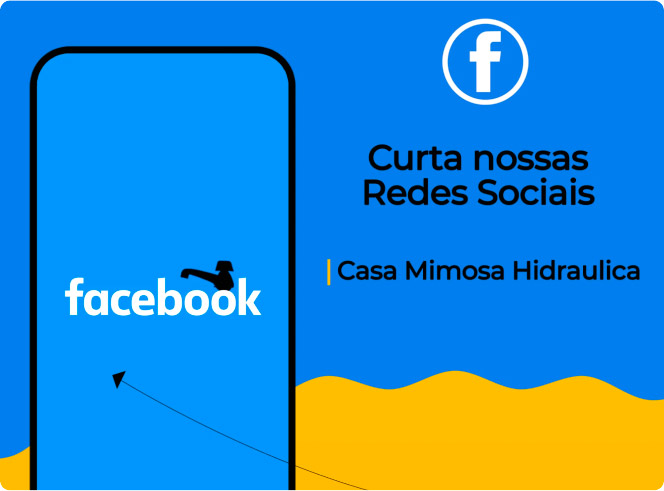 f
Curta nossas
Redes Sociais
Casa Mimosa Hidraulica
facebook